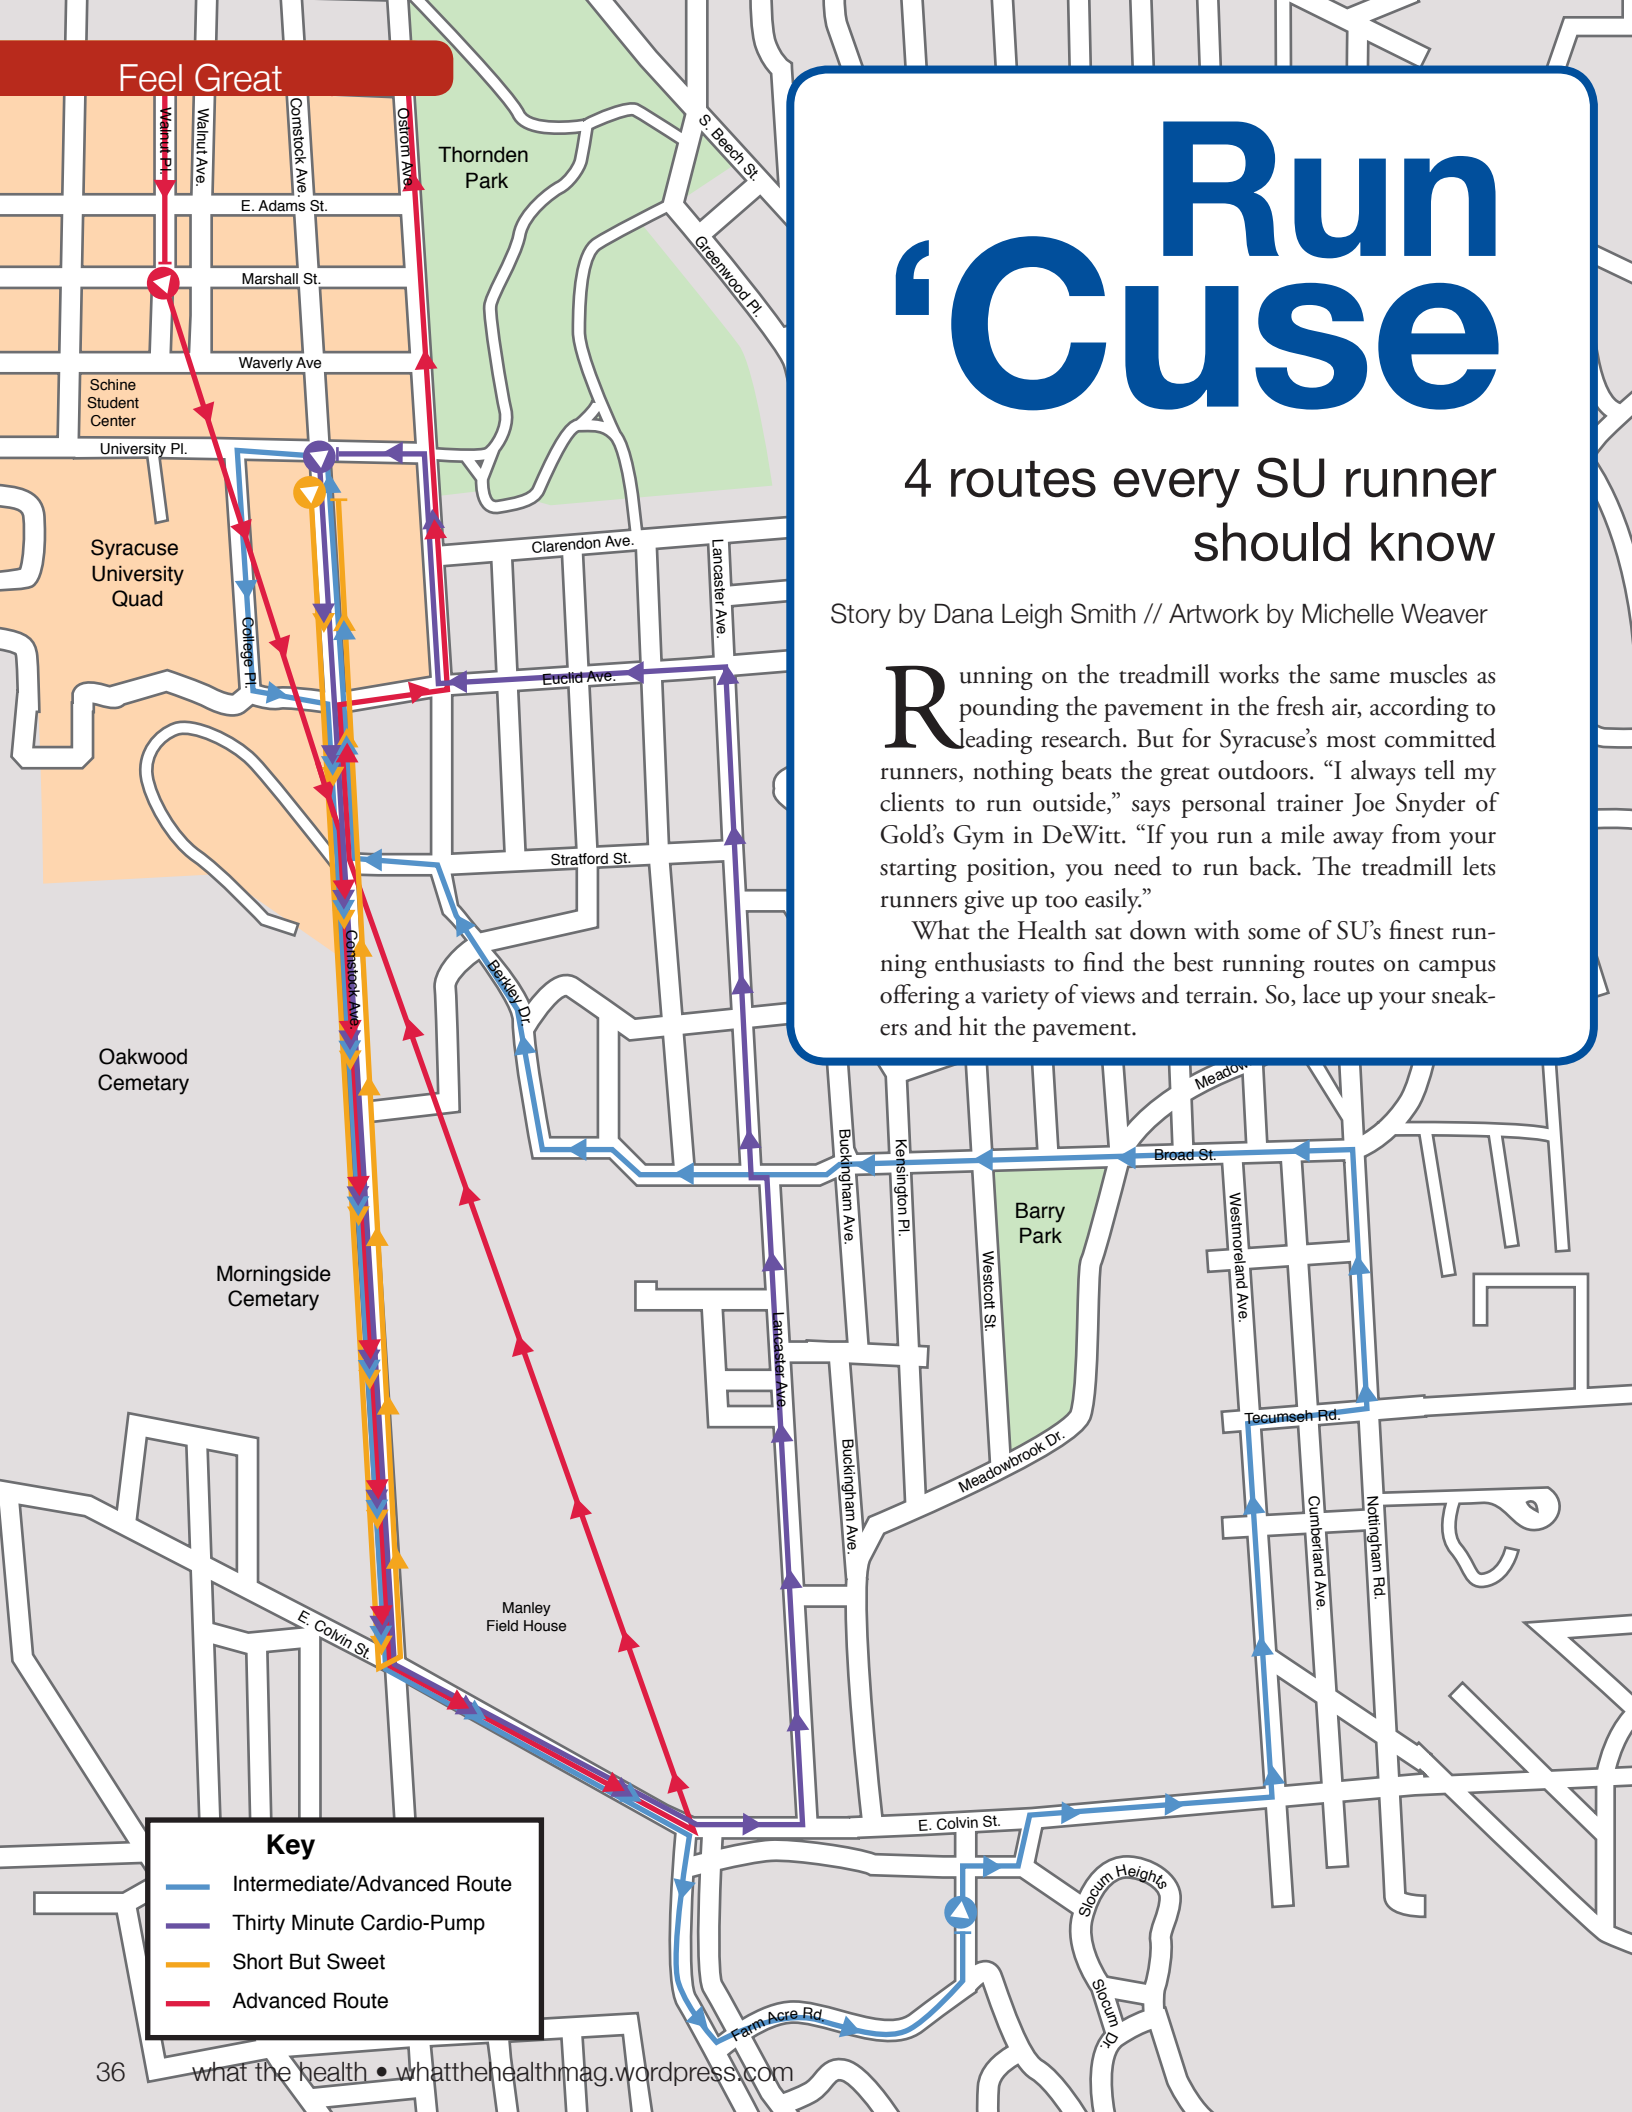 Feel Great
Run
‘Cuse
4 routes every SU runner
should know
Story by Dana Leigh Smith // Artwork by Michelle Weaver
Running on the treadmill works the same muscles as
pounding the pavement in the fresh air, according to
leading research. But for Syracuse’s most committed
runners, nothing beats the great outdoors. “I always tell my
clients to run outside,” says personal trainer Joe Snyder of
Gold’s Gym in DeWitt. “If you run a mile away from your
starting position, you need to run back. The treadmill lets
runners give up too easily.”
What the Health sat down with some of SU’s finest run-
ning enthusiasts to find the best running routes on campus
offering a variety of views and terrain. So, lace up your sneak-
ers and hit the pavement.
Walnut Pl.
Walnut Ave.
Comstock Ave.
Ostrom Ave.
Thornden
Park
S. Beech St.
Greenwood Pl.
E. Adams St.
Marshall St.
Waverly Ave
Schine
Student
Center
University Pl.
Syracuse
University
Quad
College Pl.
Clarendon Ave.
Lancaster Ave.
Euclid Ave.
Stratford St.
Comstock Ave.
Berkley Dr.
Oakwood
Cemetary
Morningside
Cemetary
Meadow
Broad St.
Buckingham Ave.
Kensington Pl.
Westcott St.
Barry
Park
Westmoreland Ave.
Lancaster Ave.
Tecumseh Rd.
Meadowbrook Dr.
Buckingham Ave.
Cumberland Ave.
Nottingham Rd.
Manley
Field House
E. Colvin St.
E. Colvin St.
Slocum Heights
Slocum Dr.
Farm Acre Rd.
Key
Intermediate/Advanced Route
Thirty Minute Cardio-Pump
Short But Sweet
Advanced Route
36 what the health • whatthehealthmag.wordpress.com